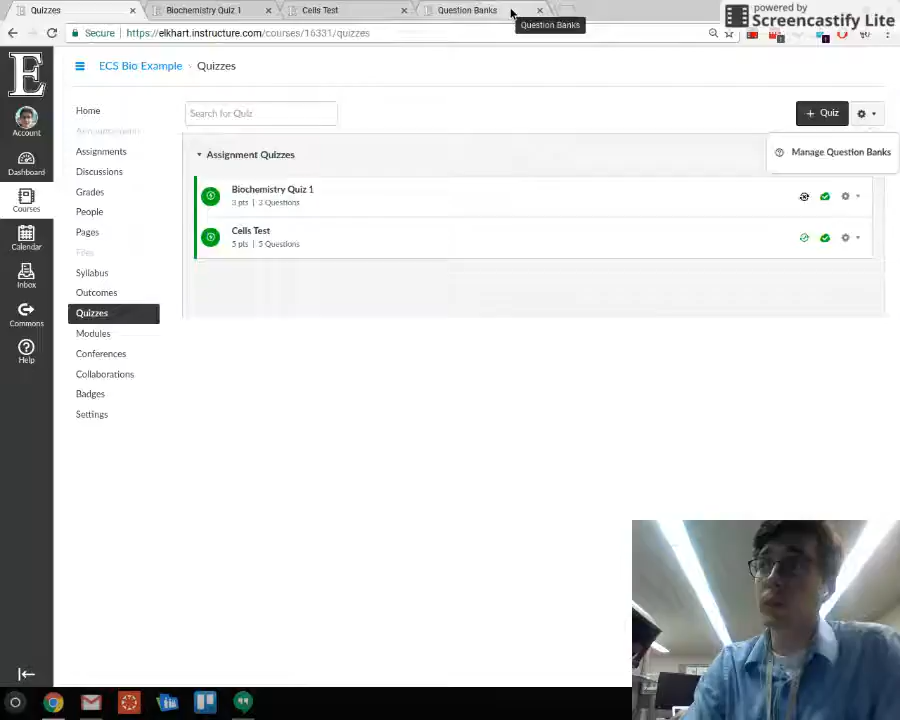 Quizzes
Biochemistry Quiz 1
Cells Test
Question Banks
Question Banks
powered by
Screencastify Lite
Secure
https://elkhart.instructure.com/courses/16331/quizzes
E
ECS Bio Example › Quizzes
Account
Dashboard
Courses
Calendar
Inbox
Commons
Help
Home
Announcements
Assignments
Discussions
Grades
People
Pages
Files
Syllabus
Outcomes
Quizzes
Modules
Conferences
Collaborations
Badges
Settings
Search for Quiz
+ Quiz
Manage Question Banks
Assignment Quizzes
Biochemistry Quiz 1
3 pts | 3 Questions
Cells Test
5 pts | 5 Questions